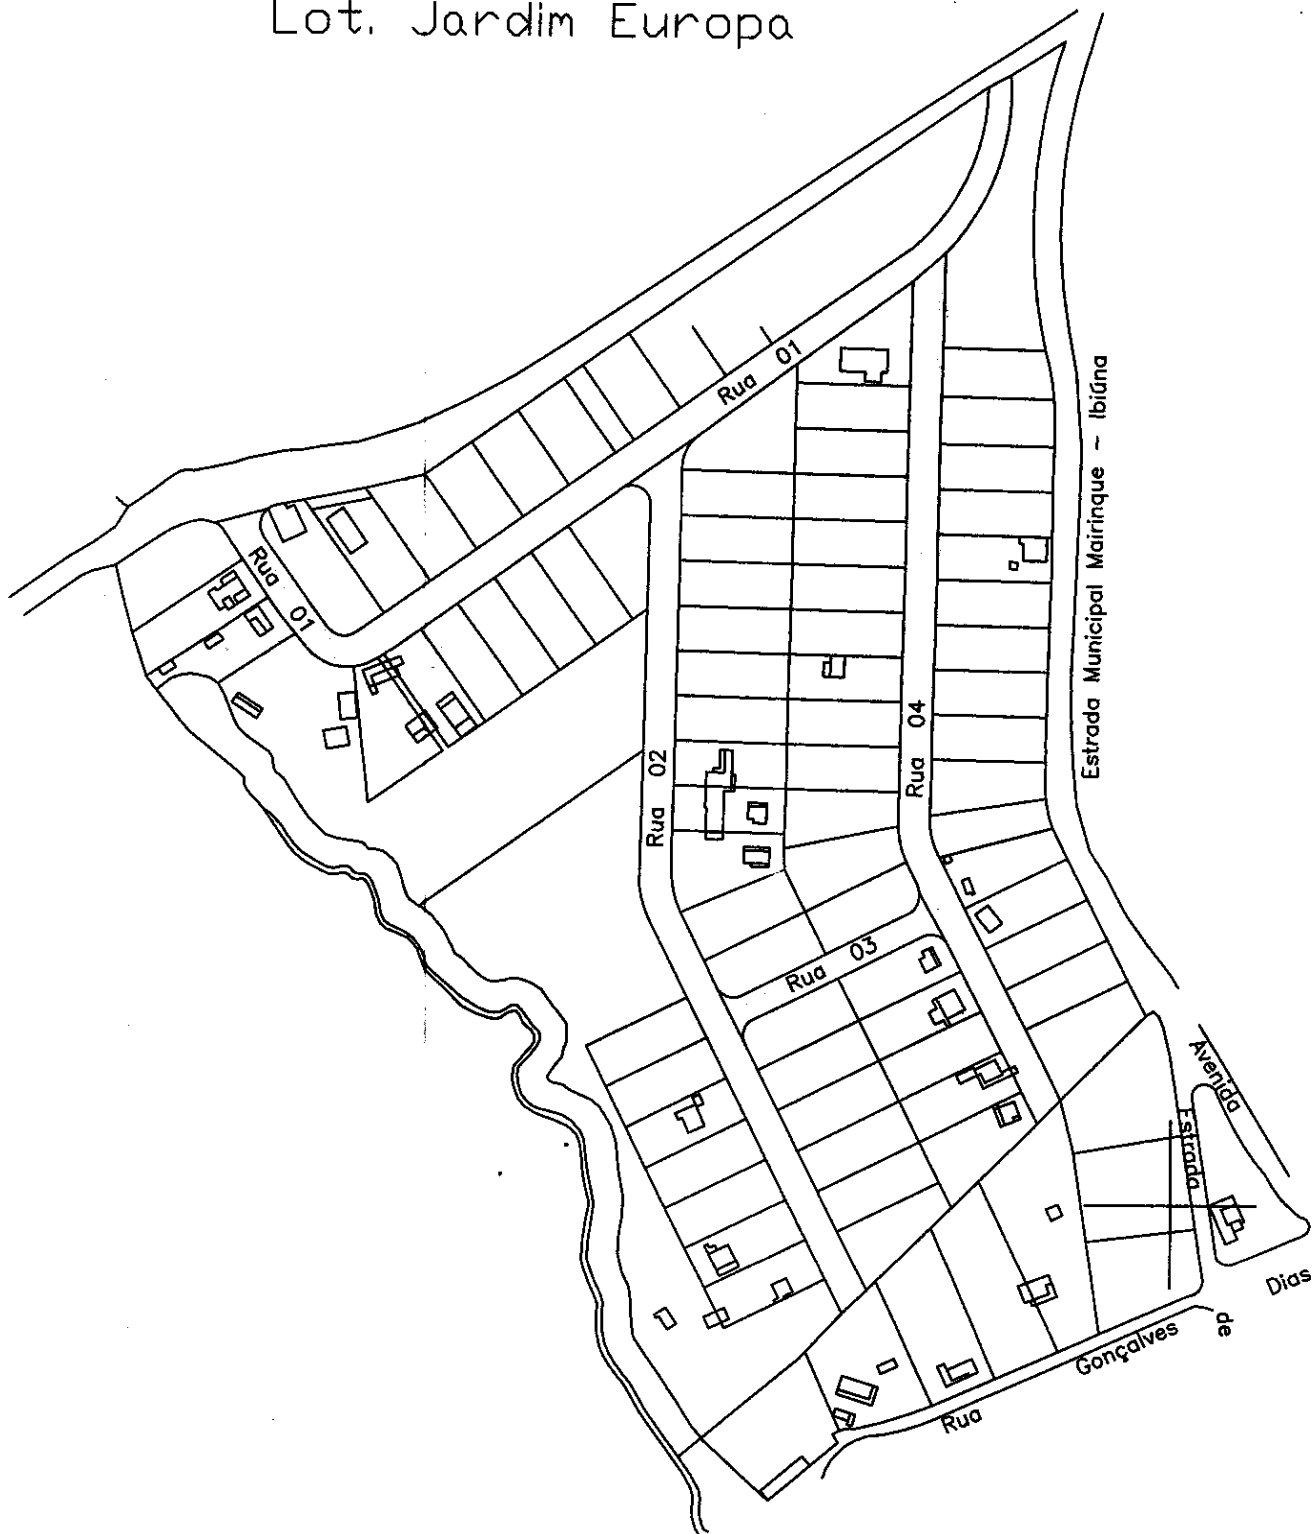 Lot. Jardim Europa
Rua 01
Estrada Municipal Mairinque - Ibiúna
Rua 01
Rua 04
Rua 02
Rua 03
Avenida
Estrada
Dias
de
Gonçalves
Rua